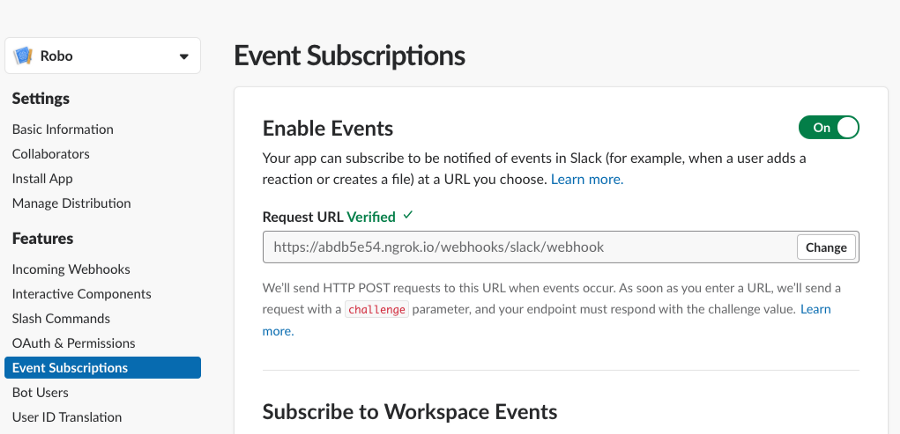 Robo
Settings
Basic Information
Collaborators
Install App
Manage Distribution
Features
Incoming Webhooks
Interactive Components
Slash Commands
OAuth & Permissions
Event Subscriptions
Bot Users
User ID Translation
Event Subscriptions
Enable Events
On
Your app can subscribe to be notified of events in Slack (for example, when a user adds a
reaction or creates a file) at a URL you choose. Learn more.
Request URL Verified ✓
https://abdb5e54.ngrok.io/webhooks/slack/webhook
Change
We'll send HTTP POST requests to this URL when events occur. As soon as you enter a URL, we'll send a
request with a challenge parameter, and your endpoint must respond with the challenge value. Learn
more.
Subscribe to Workspace Events